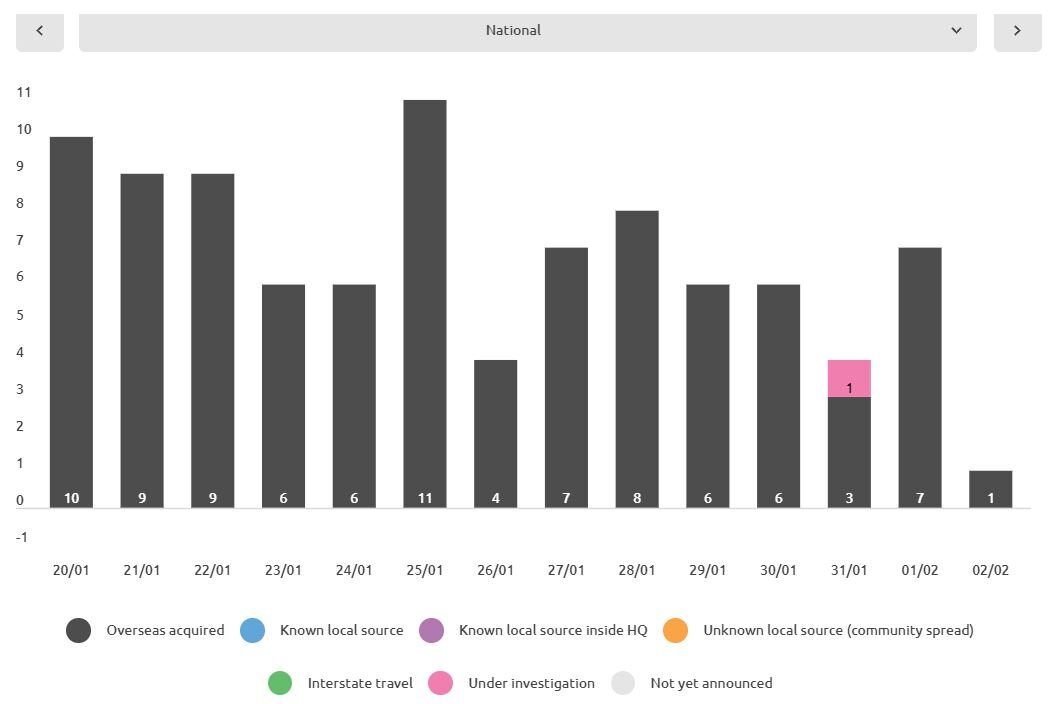 National
11
10
9
8
7
6
5
4
3
2
1
0
-1
1
10 9 9 6 6 11 4 7 8 6 6 3 7 1
20/01 21/01 22/01 23/01 24/01 25/01 26/01 27/01 28/01 29/01 30/01 31/01 01/02 02/02
Overseas acquired Known local source Known local source inside HQ Unknown local source (community spread)
Interstate travel Under investigation Not yet announced